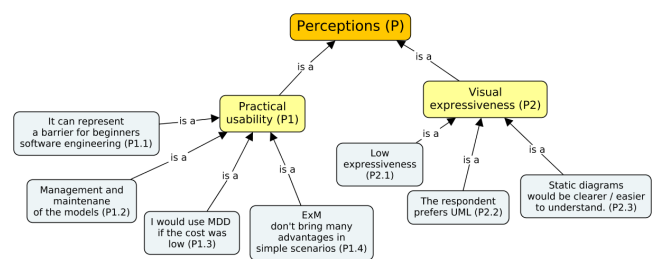 Perceptions (P)
is a
is a
Practical
usability (P1)
Visual
expressiveness (P2)
It can represent
a barrier for beginners
software engineering (P1.1)
is a
is a
is a
is a
Management and
maintenane
of the models (P1.2)
I would use MDD
if the cost was
low (P1.3)
ExM
don't bring many
advantages in
simple scenarios (P1.4)
is a
is a
is a
Low
expressiveness
(P2.1)
The respondent
prefers UML (P2.2)
Static diagrams
would be clearer / easier
to understand. (P2.3)